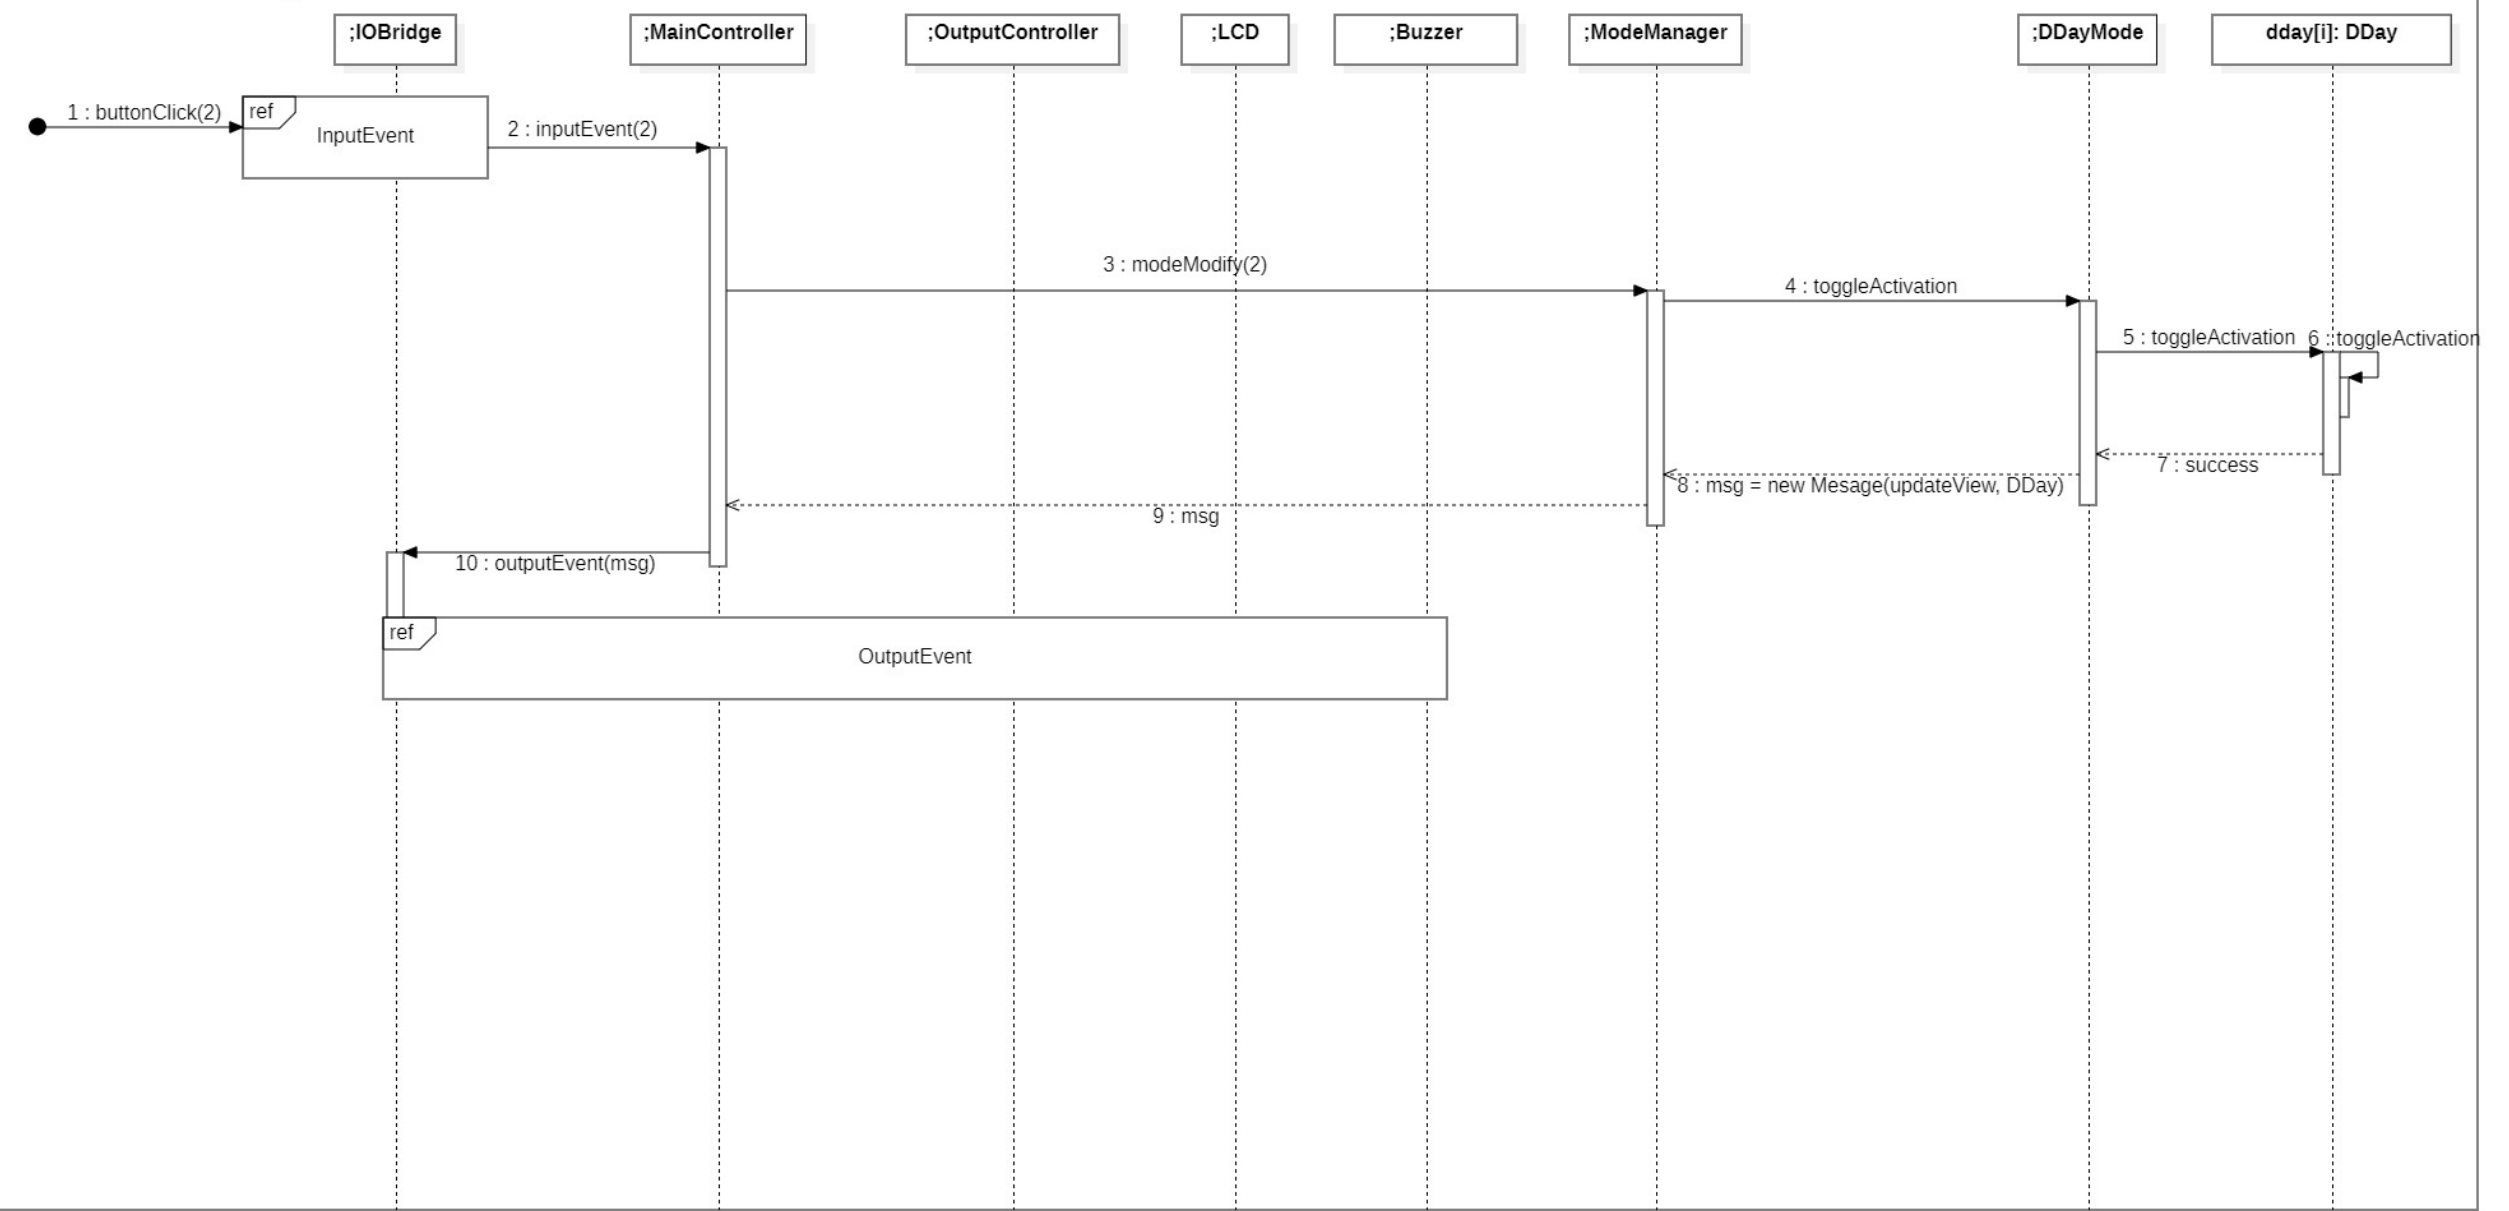 ;IOBridge
;MainController
;OutputController
;LCD
;Buzzer
;ModeManager
;DDayMode
dday[i]: DDay
1 : buttonClick(2)
ref
InputEvent
2 : inputEvent(2)
3 : modeModify(2)
4 : toggleActivation
5 : toggleActivation
6 : toggleActivation
7 : success
8 : msg = new Mesage(updateView, DDay)
9 : msg
10 : outputEvent(msg)
ref
OutputEvent